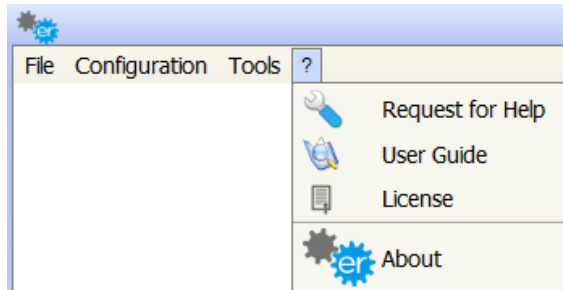 er
File Configuration Tools ?
Request for Help
User Guide
License
er About